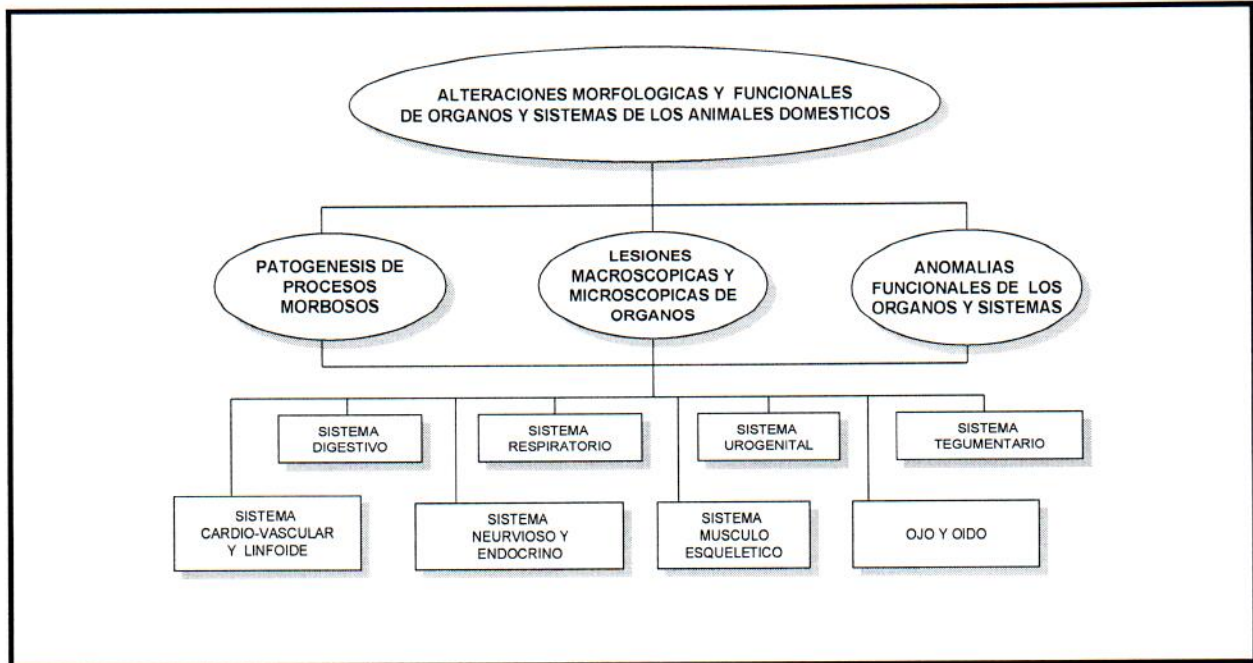 ALTERACIONES MORFOLOGICAS Y FUNCIONALES
DE ORGANOS Y SISTEMAS DE LOS ANIMALES DOMESTICOS
PATOGENESIS DE
PROCESOS
MORBOSOS
LESIONES
MACROSCOPICAS Y
MICROSCOPICAS DE
ORGANOS
ANOMALIAS
FUNCIONALES DE LOS
ORGANOS Y SISTEMAS
SISTEMA
DIGESTIVO
SISTEMA
RESPIRATORIO
SISTEMA
UROGENITAL
SISTEMA
TEGUMENTARIO
SISTEMA
CARDIO-VASCULAR
Y LINFOIDE
SISTEMA
NEURVIOSO Y
ENDOCRINO
SISTEMA
MUSCULO
ESQUELETICO
OJO Y OIDO